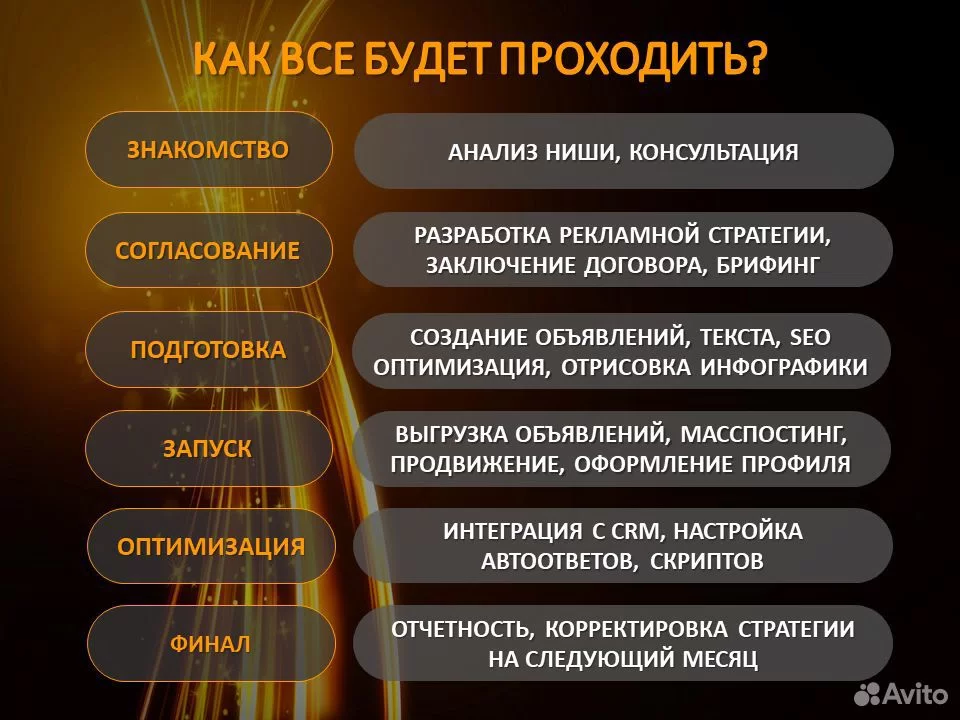 КАК ВСЕ БУДЕТ ПРОХОДИТЬ?
ЗНАКОМСТВО
АНАЛИЗ НИШИ, КОНСУЛЬТАЦИЯ
СОГЛАСОВАНИЕ
РАЗРАБОТКА РЕКЛАМНОЙ СТРАТЕГИИ,
ЗАКЛЮЧЕНИЕ ДОГОВОРА, БРИФИНГ
ПОДГОТОВКА
СОЗДАНИЕ ОБЪЯВЛЕНИЙ, ТЕКСТА, SEO
ОПТИМИЗАЦИЯ, ОТРИСОВКА ИНФОГРАФИКИ
ЗАПУСК
ВЫГРУЗКА ОБЪЯВЛЕНИЙ, МАССПОСТИНГ,
ПРОДВИЖЕНИЕ, ОФОРМЛЕНИЕ ПРОФИЛЯ
ОПТИМИЗАЦИЯ
ИНТЕГРАЦИЯ С CRM, НАСТРОЙКА
АВТООТВЕТОВ, СКРИПТОВ
ФИНАЛ
ОТЧЕТНОСТЬ, КОРРЕКТИРОВКА СТРАТЕГИИ
НА СЛЕДУЮЩИЙ МЕСЯЦ
Avito